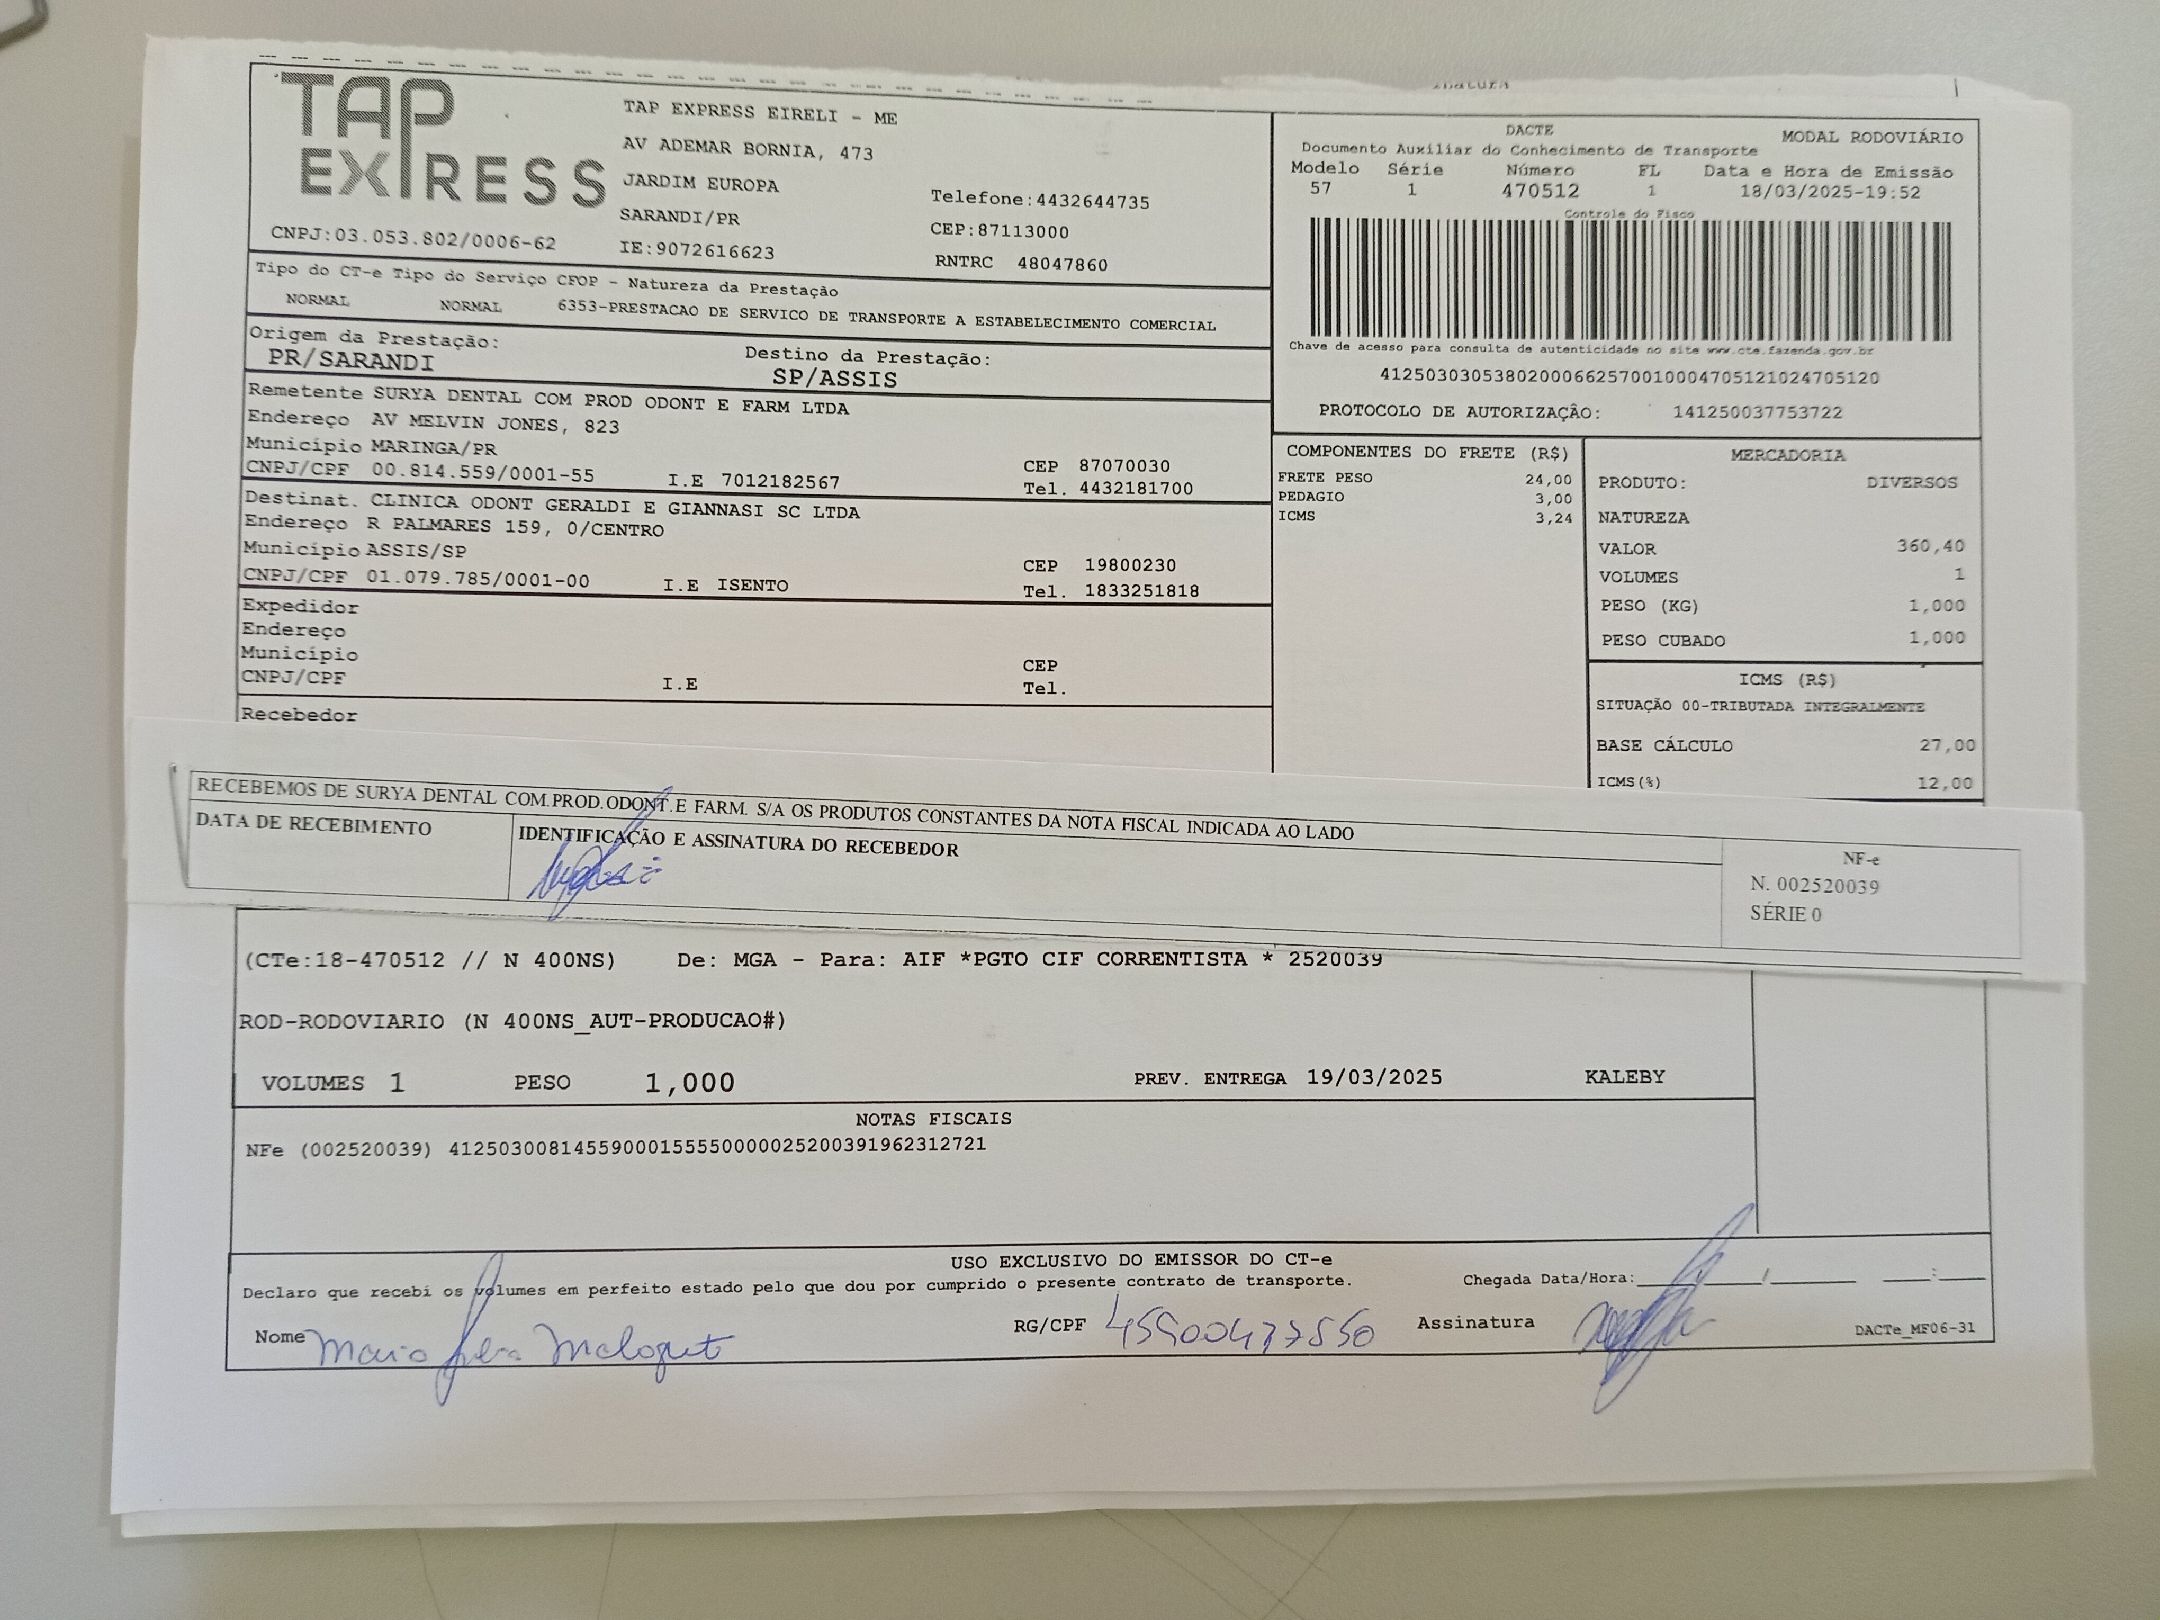 TAP EXPRESS
TAP EXPRESS EIRELI - ME
AV ADEMAR BORNIA, 473
JARDIM EUROPA
SARANDI/PR
Telefone:4432644735
CEP:87113000
CNPJ:03.053.802/0006-62
IE:9072616623
RNTRC 48047860
DACTE
MODAL RODOVIÁRIO
Documento Auxiliar do Conhecimento de Transporte
Modelo Série Número FL Data e Hora de Emissão
57 1 470512 1 18/03/2025-19:52
Controle do Fisco
Chave de acesso para consulta de autenticidade no site www.cte.fazenda.gov.br
41250303053802000662570010004705121024705120
PROTOCOLO DE AUTORIZAÇÃO: 141250037753722
Tipo do CT-e Tipo do Serviço CFOP - Natureza da Prestação
NORMAL NORMAL 6353-PRESTACAO DE SERVICO DE TRANSPORTE A ESTABELECIMENTO COMERCIAL
Origem da Prestação: Destino da Prestação:
PR/SARANDI SP/ASSIS
Remetente SURYA DENTAL COM PROD ODONT E FARM LTDA
Endereço AV MELVIN JONES, 823
Município MARINGA/PR CEP 87070030
CNPJ/CPF 00.814.559/0001-55 I.E 7012182567 Tel. 4432181700
Destinat. CLINICA ODONT GERALDI E GIANNASI SC LTDA
Endereço R PALMARES 159, 0/CENTRO
Município ASSIS/SP CEP 19800230
CNPJ/CPF 01.079.785/0001-00 I.E ISENTO Tel. 1833251818
Expedidor
Endereço
Município CEP
CNPJ/CPF I.E Tel.
Recebedor
COMPONENTES DO FRETE (R$)
FRETE PESO 24,00
PEDAGIO 3,00
ICMS 3,24
MERCADORIA
PRODUTO: DIVERSOS
NATUREZA
VALOR 360,40
VOLUMES 1
PESO (KG) 1,000
PESO CUBADO 1,000
ICMS (R$)
SITUAÇÃO 00-TRIBUTADA INTEGRALMENTE
BASE CÁLCULO 27,00
ICMS(%) 12,00
RECEBEMOS DE SURYA DENTAL COM.PROD.ODONT.E FARM. S/A OS PRODUTOS CONSTANTES DA NOTA FISCAL INDICADA AO LADO
DATA DE RECEBIMENTO
IDENTIFICAÇÃO E ASSINATURA DO RECEBEDOR
NF-e
N. 002520039
SÉRIE 0
(CTe:18-470512 // N 400NS) De: MGA - Para: AIF *PGTO CIF CORRENTISTA * 2520039
ROD-RODOVIARIO (N 400NS_AUT-PRODUCAO#)
VOLUMES 1 PESO 1,000 PREV. ENTREGA 19/03/2025 KALEBY
NOTAS FISCAIS
NFe (002520039) 41250300814559000155550000025200391962312721
USO EXCLUSIVO DO EMISSOR DO CT-e
Declaro que recebi os volumes em perfeito estado pelo que dou por cumprido o presente contrato de transporte. Chegada Data/Hora:
Nome RG/CPF 45900477550 Assinatura
DACTe_MF06-31